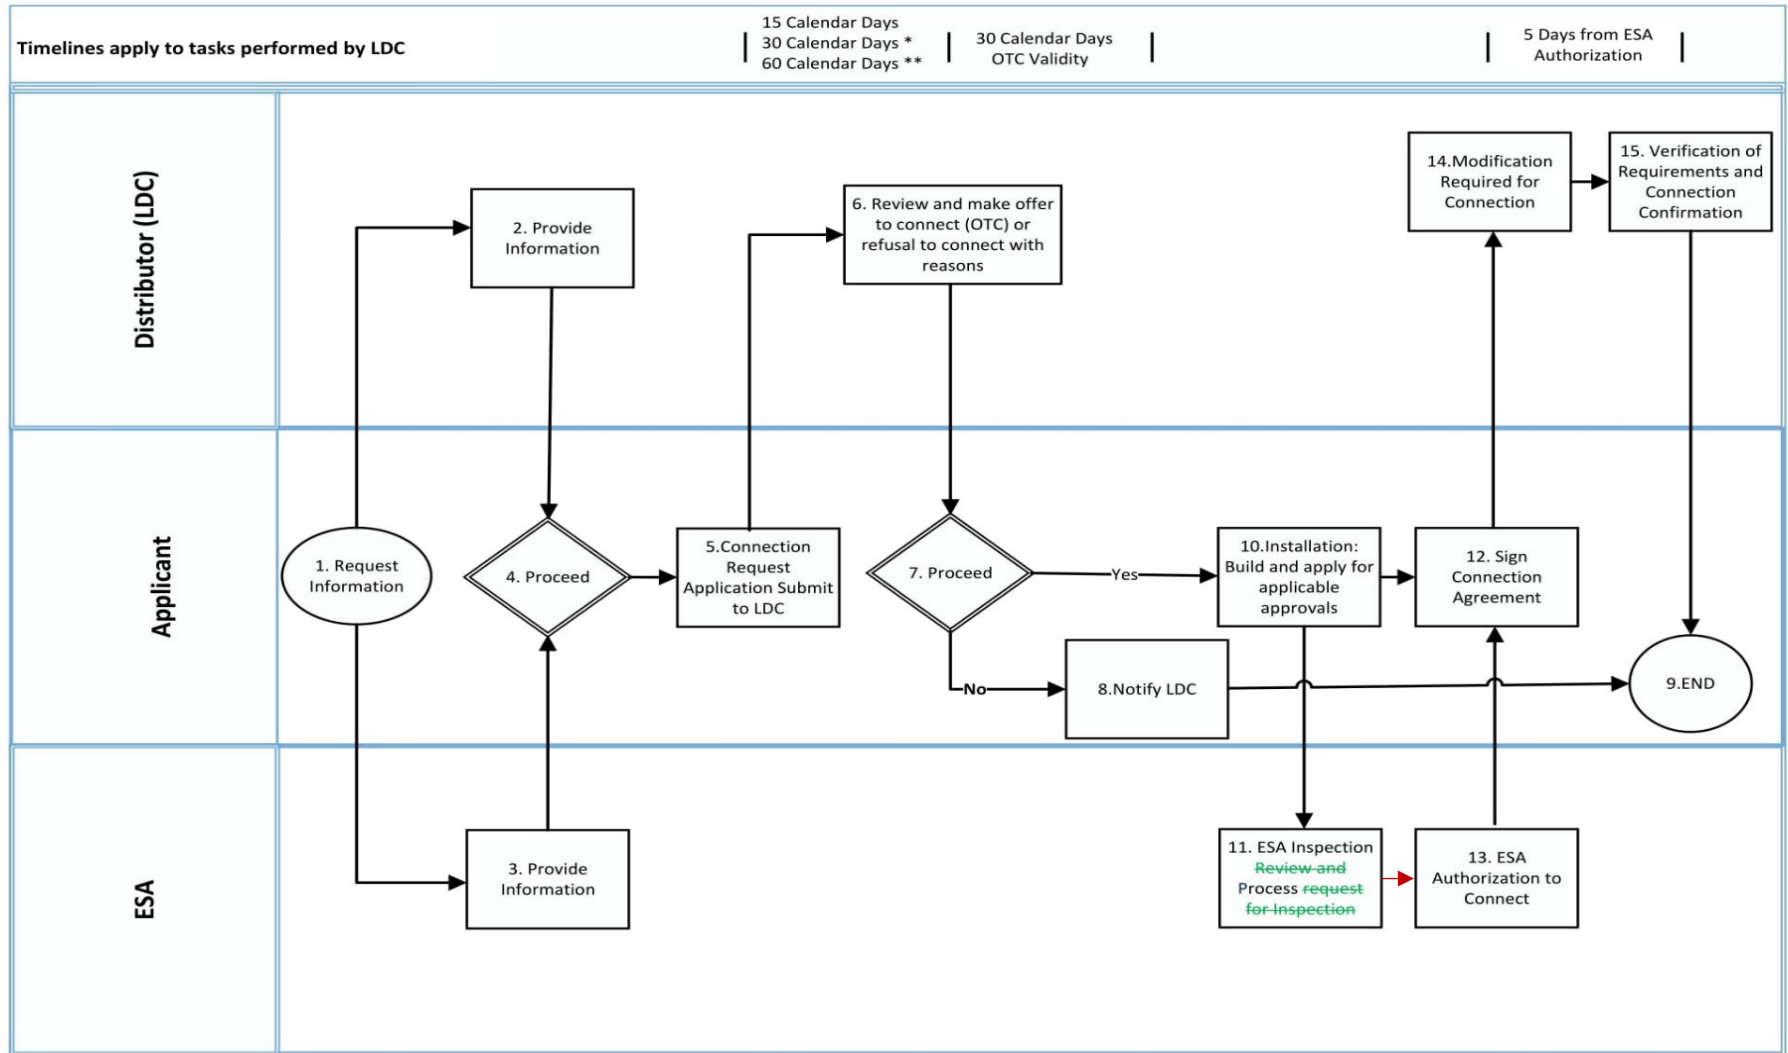 Timelines apply to tasks performed by LDC
15 Calendar Days
30 Calendar Days *
60 Calendar Days **
30 Calendar Days
OTC Validity
5 Days from ESA
Authorization
Distributor (LDC)
2. Provide
Information
6. Review and make offer
to connect (OTC) or
refusal to connect with
reasons
14.Modification
Required for
Connection
15. Verification of
Requirements and
Connection
Confirmation
Applicant
1. Request
Information
4. Proceed
5.Connection
Request
Application Submit
to LDC
7. Proceed
Yes
No
8.Notify LDC
10.Installation:
Build and apply for
applicable
approvals
12. Sign
Connection
Agreement
9.END
ESA
3. Provide
Information
11. ESA Inspection
Review and
Process request
for Inspection
13. ESA
Authorization to
Connect